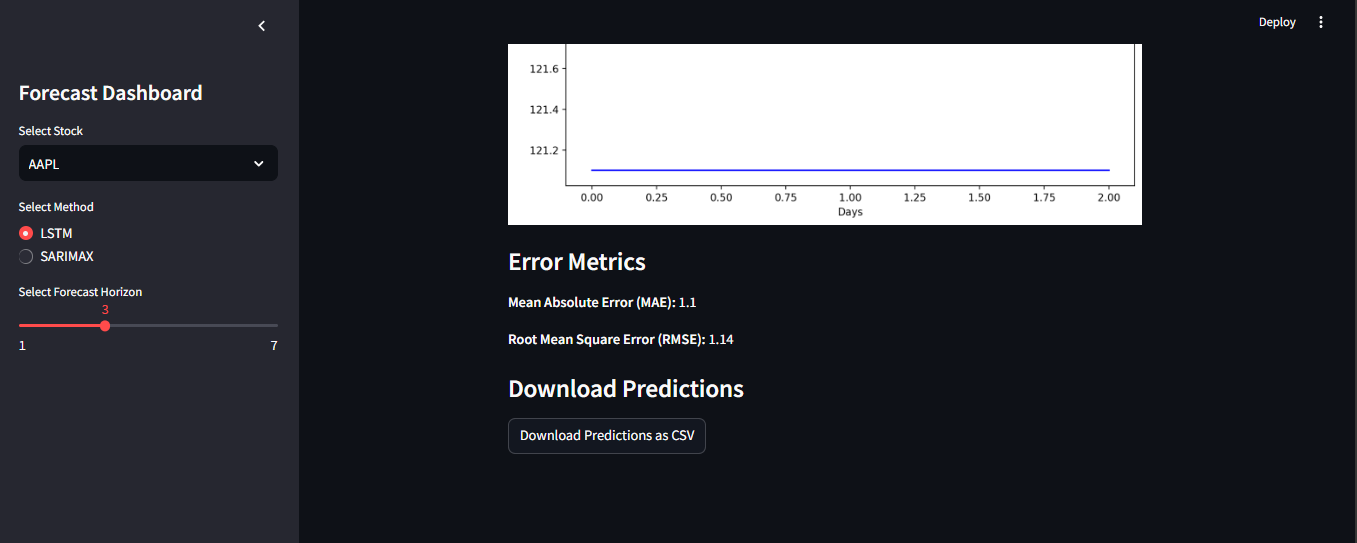 Deploy
Forecast Dashboard
Select Stock
AAPL
Select Method
LSTM
SARIMAX
Select Forecast Horizon
3
1 7
121.6
121.4
121.2
0.00 0.25 0.50 0.75 1.00 1.25 1.50 1.75 2.00
Days
Error Metrics
Mean Absolute Error (MAE): 1.1
Root Mean Square Error (RMSE): 1.14
Download Predictions
Download Predictions as CSV